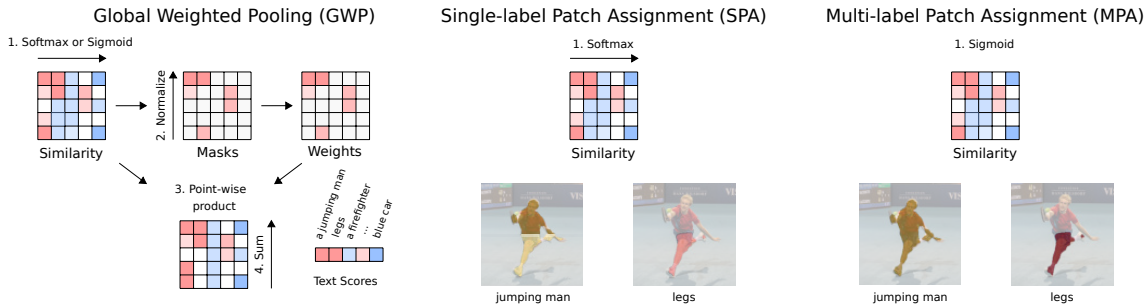 Global Weighted Pooling (GWP)
1. Softmax or Sigmoid
2. Normalize
Similarity
Masks
Weights
3. Point-wise
product
4. Sum
a jumping man
legs
a firefighter
...
blue car
Text Scores
Single-label Patch Assignment (SPA)
1. Softmax
Similarity
jumping man
legs
Multi-label Patch Assignment (MPA)
1. Sigmoid
Similarity
jumping man
legs